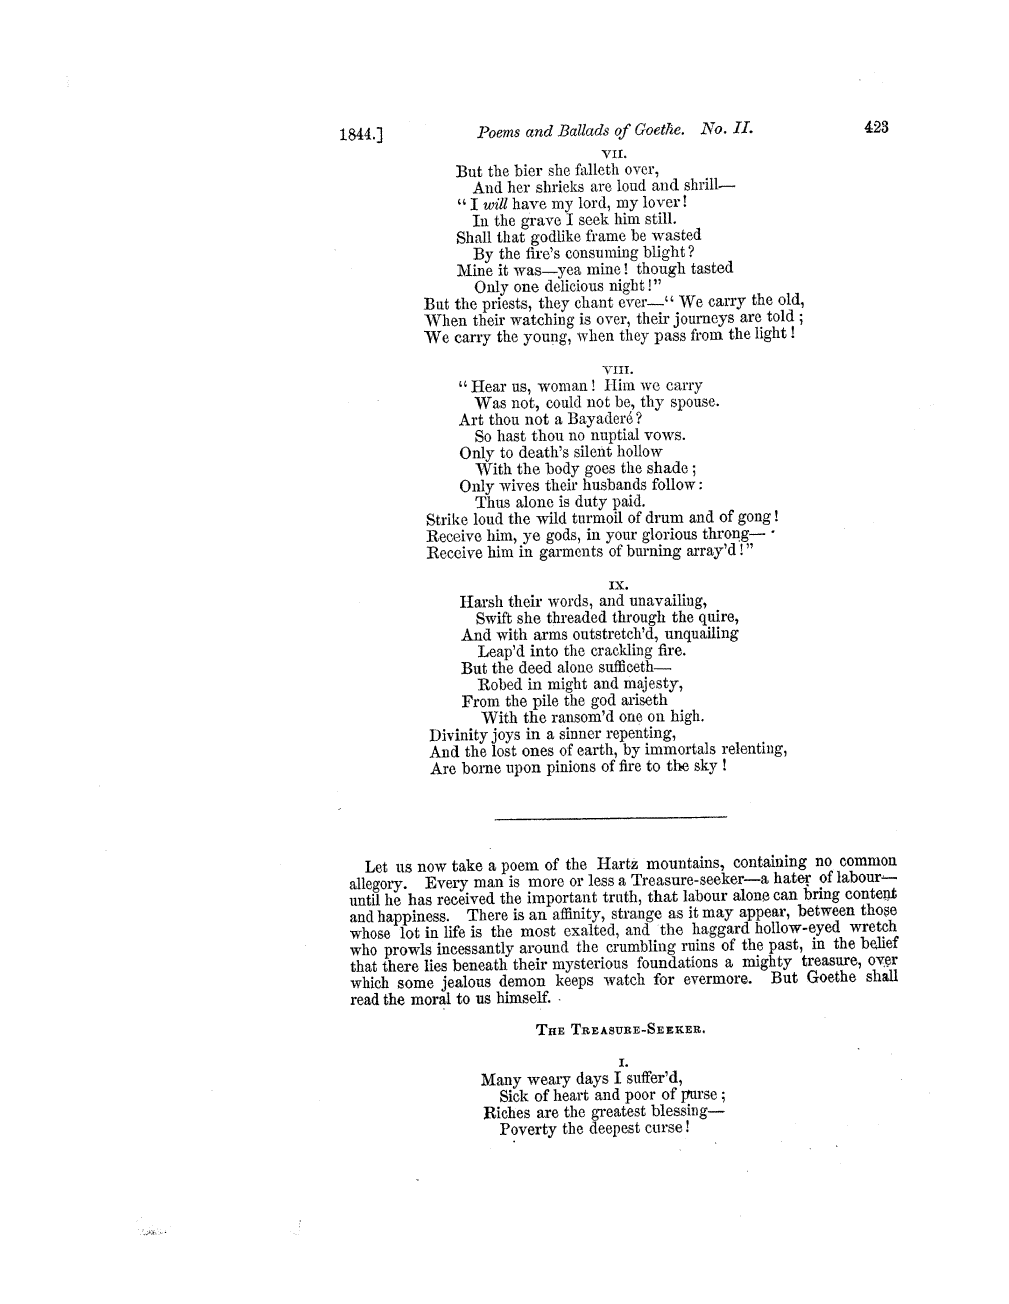 1844.] Poems and Ballads of Goethe. No. II. 423
VII.
But the bier she falleth over,
And her shrieks are loud and shrill—
“I will have my lord, my lover!
In the grave I seek him still.
Shall that godlike frame be wasted
By the fire's consuming blight?
Mine it was—yea mine! though tasted
Only one delicious night!”
But the priests, they chant ever—“We carry the old,
When their watching is over, their journeys are told;
We carry the young, when they pass from the light!
VIII.
“Hear us, woman! Him we carry
Was not, could not be, thy spouse.
Art thou not a Bayaderé?
So hast thou no nuptial vows.
Only to death's silent hollow
With the body goes the shade;
Only wives their husbands follow:
Thus alone is duty paid.
Strike loud the wild turmoil of drum and of gong!
Receive him, ye gods, in your glorious throng—
Receive him in garments of burning array'd!”
IX.
Harsh their words, and unavailing,
Swift she threaded through the quire,
And with arms outstretch'd, unquailing
Leap'd into the crackling fire.
But the deed alone sufficeth—
Robed in might and majesty,
From the pile the god ariseth
With the ransom'd one on high.
Divinity joys in a sinner repenting,
And the lost ones of earth, by immortals relenting,
Are borne upon pinions of fire to the sky!
Let us now take a poem of the Hartz mountains, containing no common
allegory. Every man is more or less a Treasure-seeker—a hater of labour—
until he has received the important truth, that labour alone can bring content
and happiness. There is an affinity, strange as it may appear, between those
whose lot in life is the most exalted, and the haggard hollow-eyed wretch
who prowls incessantly around the crumbling ruins of the past, in the belief
that there lies beneath their mysterious foundations a mighty treasure, over
which some jealous demon keeps watch for evermore. But Goethe shall
read the moral to us himself.
THE TREASURE-SEEKER.
I.
Many weary days I suffer'd,
Sick of heart and poor of purse;
Riches are the greatest blessing—
Poverty the deepest curse!